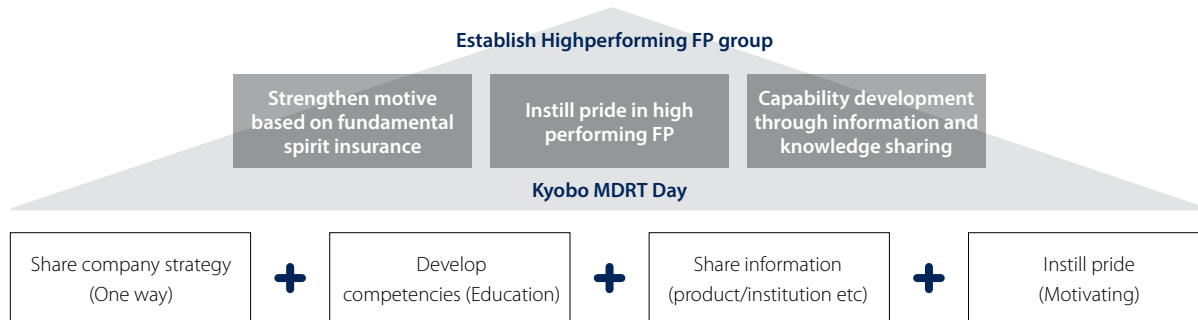 Establish Highperforming FP group
Strengthen motive
based on fundamental
spirit insurance
Instill pride in high
performing FP
Capability development
through information and
knowledge sharing
Kyobo MDRT Day
Share company strategy
(One way)
+
Develop
competencies (Education)
+
Share information
(product/institution etc)
+
Instill pride
(Motivating)